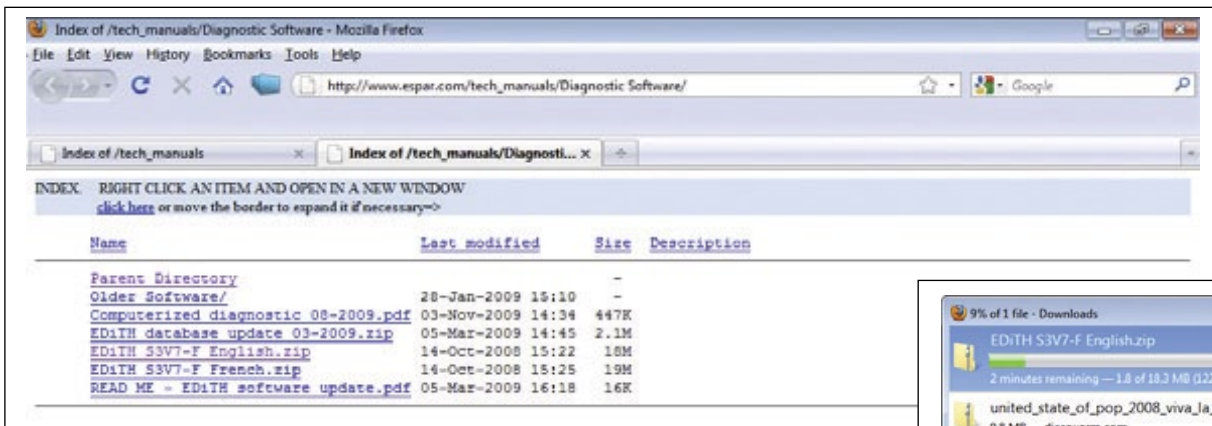 Index of /tech_manuals/Diagnostic Software - Mozilla Firefox
File Edit View History Bookmarks Tools Help
http://www.espar.com/tech_manuals/Diagnostic Software/
Google
Index of /tech_manuals
Index of /tech_manuals/Diagnosti...
INDEX. RIGHT CLICK AN ITEM AND OPEN IN A NEW WINDOW
click here or move the border to expand it if necessary=>
Name Last modified Size Description
Parent Directory -
Older Software/ 28-Jan-2009 15:10 -
Computerized diagnostic 08-2009.pdf 03-Nov-2009 14:34 447K
EDiTH database update 03-2009.zip 05-Mar-2009 14:45 2.1M
EDiTH S3V7-F English.zip 14-Oct-2008 15:22 18M
EDiTH S3V7-F French.zip 14-Oct-2008 15:25 19M
READ ME - EDiTH software update.pdf 05-Mar-2009 16:18 16K
9% of 1 file - Downloads
EDiTH S3V7-F English.zip
2 minutes remaining — 1.8 of 18.3 MB (122
united_state_of_pop_2008_viva_la_